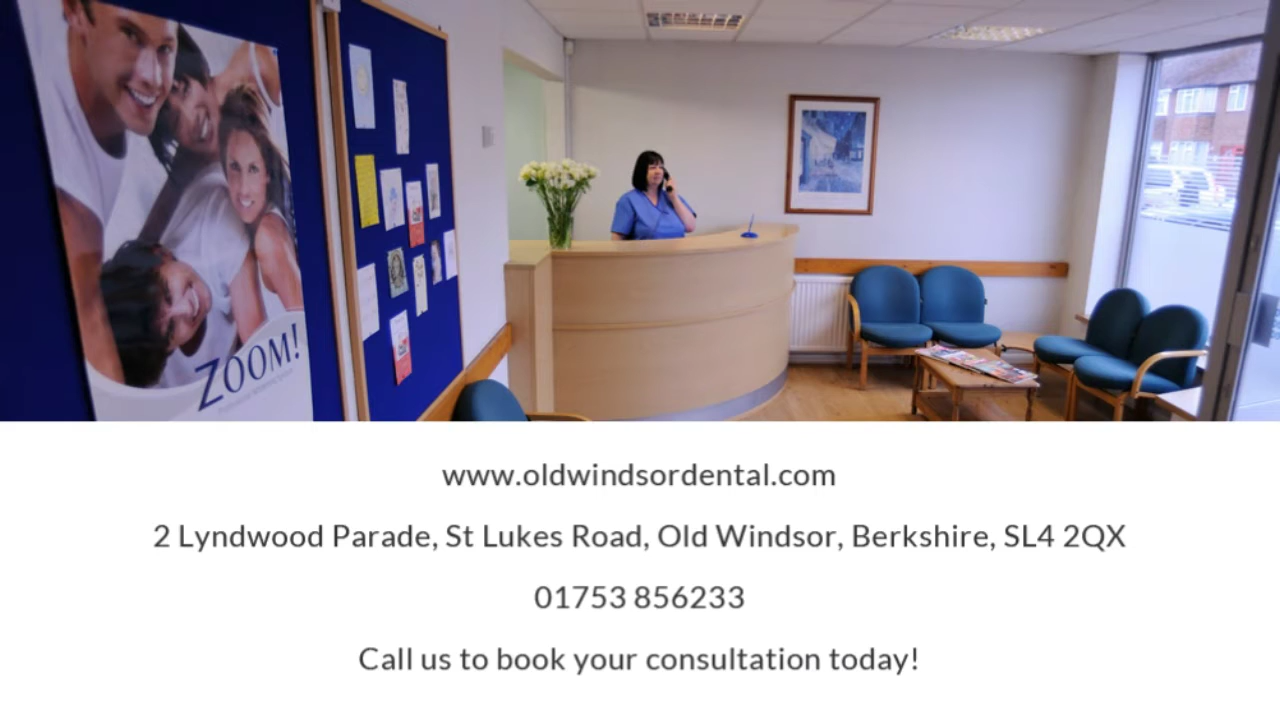 ZOOM!
www.oldwindsordental.com
2 Lyndwood Parade, St Lukes Road, Old Windsor, Berkshire, SL4 2QX
01753 856233
Call us to book your consultation today!